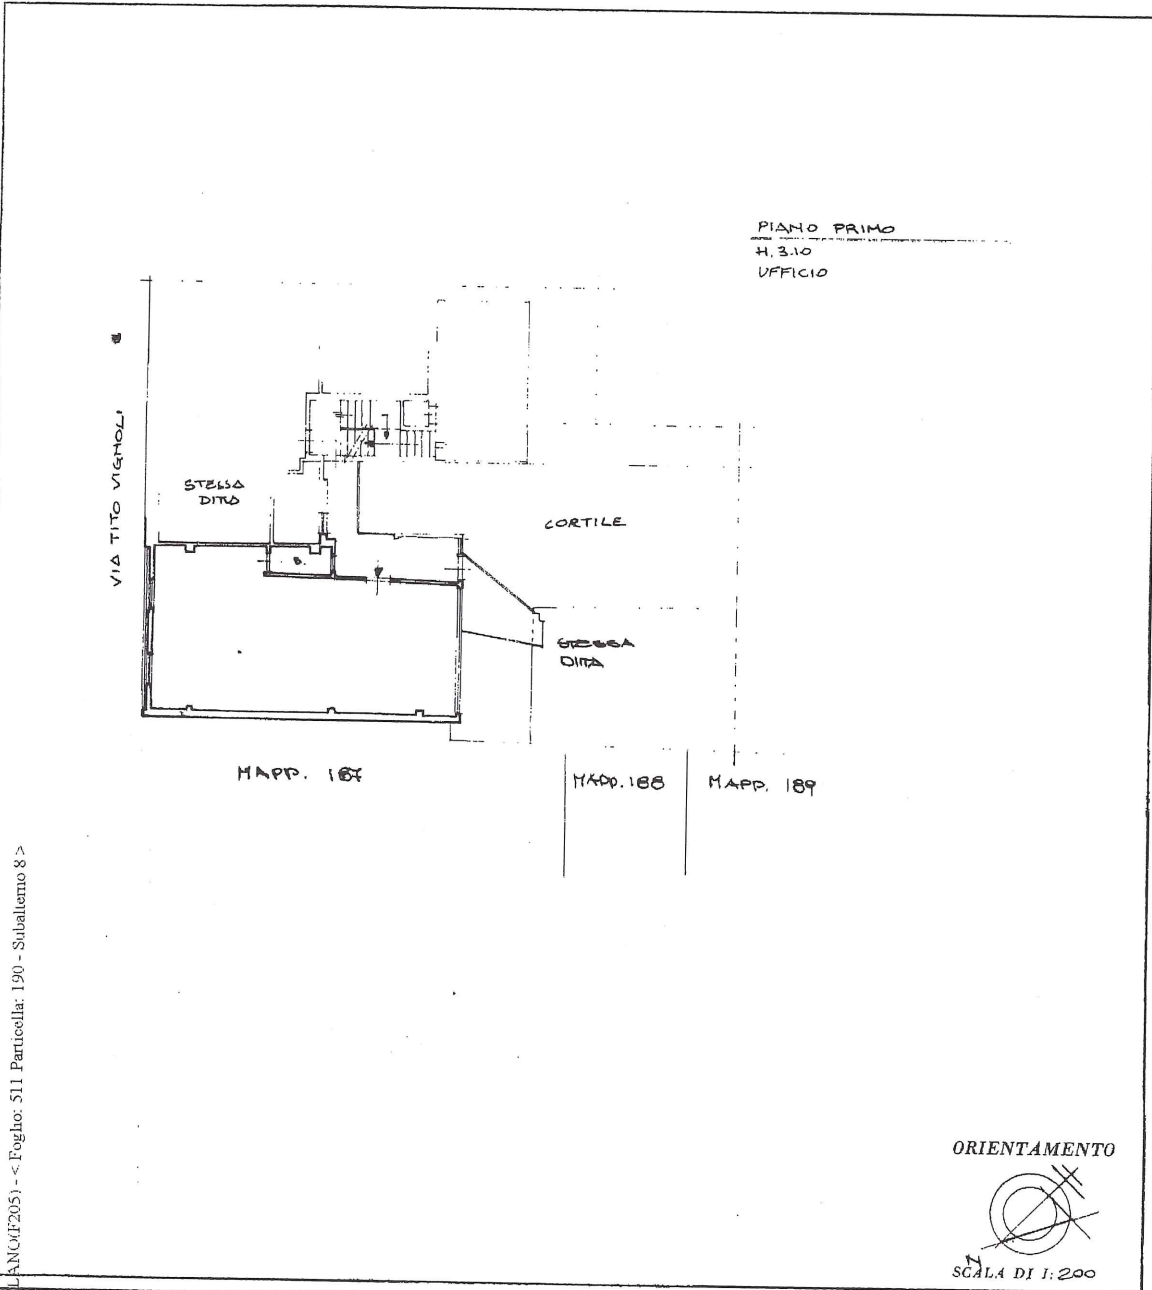 PIANO PRIMO
H. 3.10
UFFICIO
VIA TITO VIGNOLI
STESSA
DITTA
B.
CORTILE
STESSA
DITTA
MAPP. 187
MAPP. 188
MAPP. 189
LANO(F205) - < Foglio: 511 Particella: 190 - Subalterno 8 >
ORIENTAMENTO
N
SCALA DI 1: 200